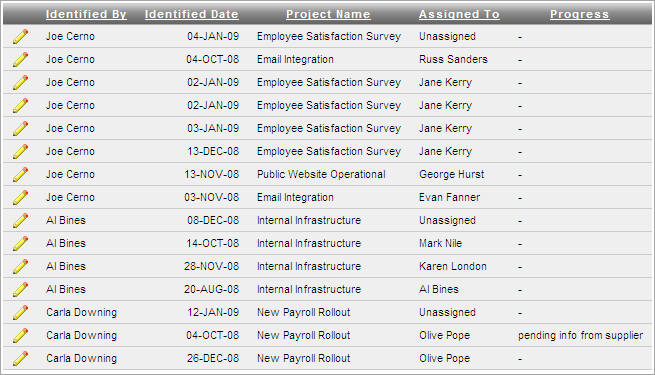 Identified By Identified Date Project Name Assigned To Progress
Joe Cerno 04-JAN-09 Employee Satisfaction Survey Unassigned -
Joe Cerno 04-OCT-08 Email Integration Russ Sanders -
Joe Cerno 02-JAN-09 Employee Satisfaction Survey Jane Kerry -
Joe Cerno 02-JAN-09 Employee Satisfaction Survey Jane Kerry -
Joe Cerno 03-JAN-09 Employee Satisfaction Survey Jane Kerry -
Joe Cerno 13-DEC-08 Employee Satisfaction Survey Jane Kerry -
Joe Cerno 13-NOV-08 Public Website Operational George Hurst -
Joe Cerno 03-NOV-08 Email Integration Evan Fanner -
Al Bines 08-DEC-08 Internal Infrastructure Unassigned -
Al Bines 14-OCT-08 Internal Infrastructure Mark Nile -
Al Bines 28-NOV-08 Internal Infrastructure Karen London -
Al Bines 20-AUG-08 Internal Infrastructure Al Bines -
Carla Downing 12-JAN-09 New Payroll Rollout Unassigned -
Carla Downing 04-OCT-08 New Payroll Rollout Olive Pope pending info from supplier
Carla Downing 26-DEC-08 New Payroll Rollout Olive Pope -